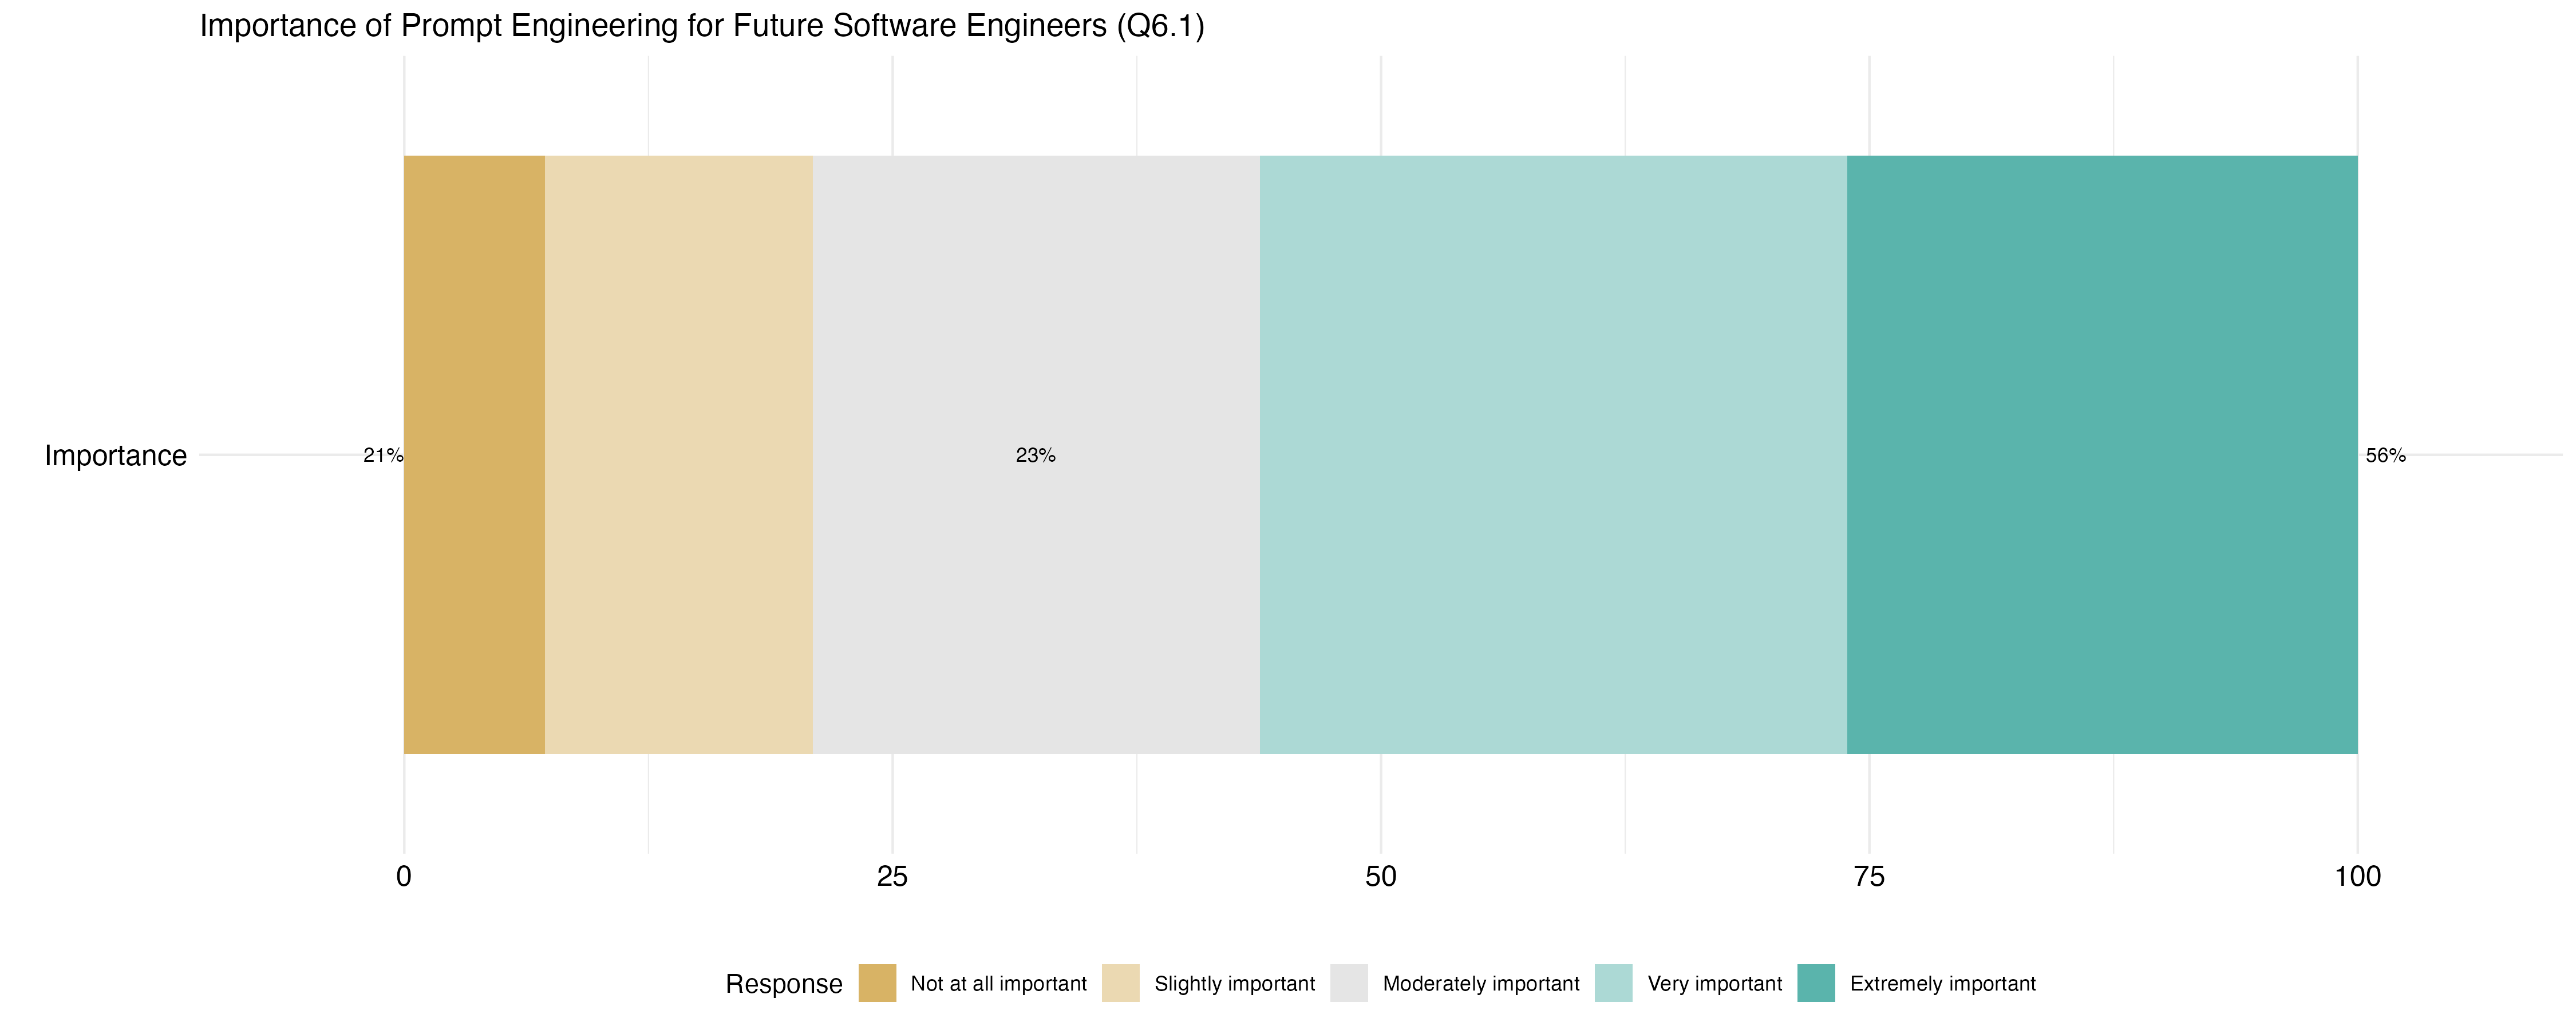 Importance of Prompt Engineering for Future Software Engineers (Q6.1)
Importance 21% 23% 56%
0 25 50 75 100
Response Not at all important Slightly important Moderately important Very important Extremely important